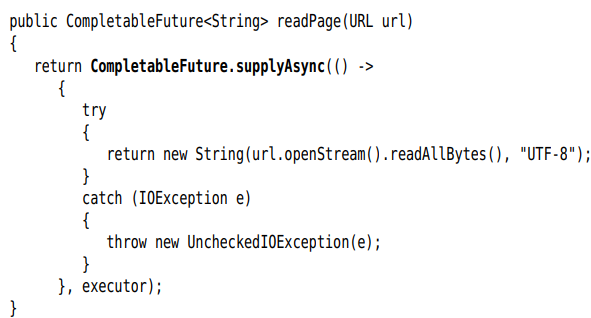 public CompletableFuture<String> readPage(URL url)
{
   return CompletableFuture.supplyAsync(() ->
      {
         try
         {
            return new String(url.openStream().readAllBytes(), "UTF-8");
         }
         catch (IOException e)
         {
            throw new UncheckedIOException(e);
         }
      }, executor);
}